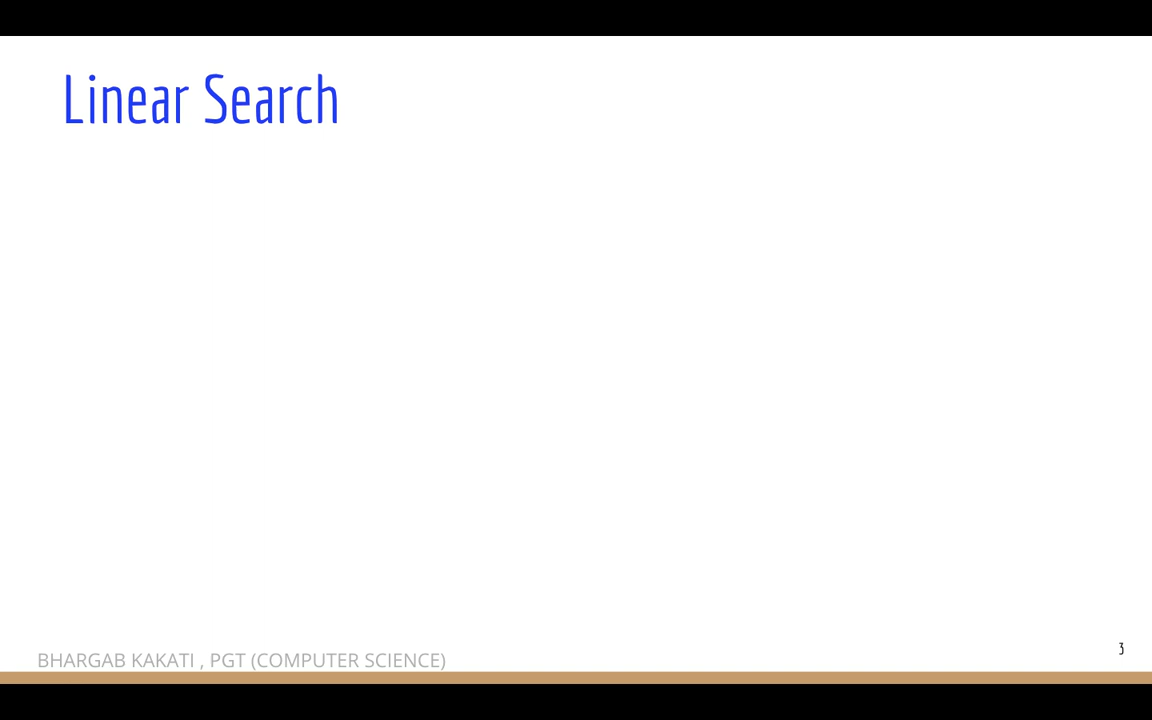 Linear Search
BHARGAB KAKATI , PGT (COMPUTER SCIENCE)
3